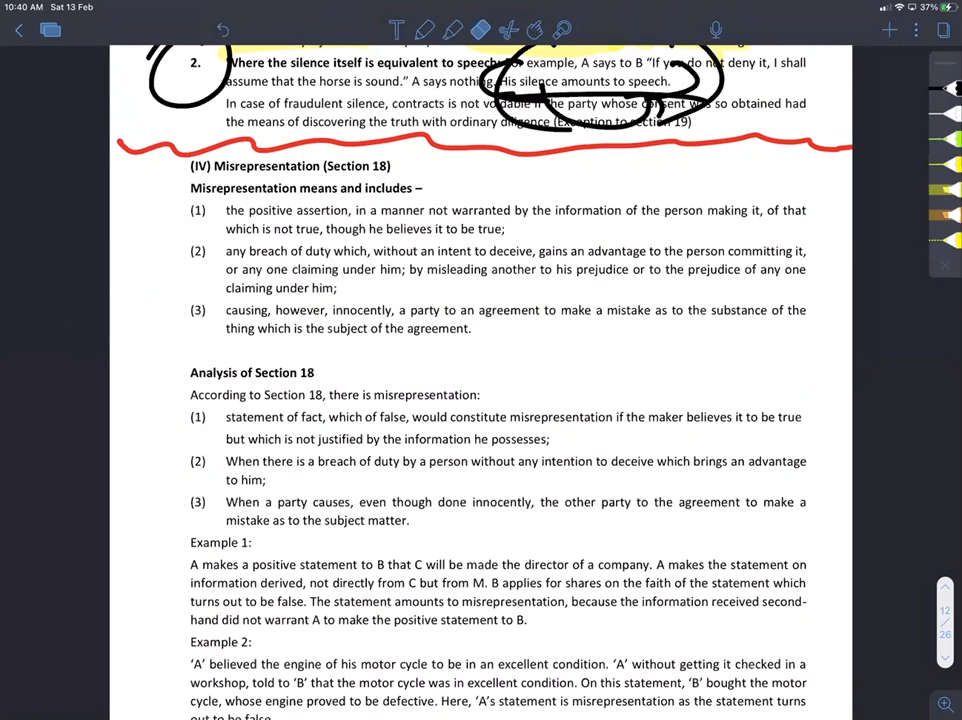 10:40 AM Sat 13 Feb
37%
2. Where the silence itself is equivalent to speech: For example, A says to B “If you do not deny it, I shall
assume that the horse is sound.” A says nothing. His silence amounts to speech.
In case of fraudulent silence, contracts is not voidable if the party whose consent was so obtained had
the means of discovering the truth with ordinary diligence (Exception to section 19)
(IV) Misrepresentation (Section 18)
Misrepresentation means and includes –
(1) the positive assertion, in a manner not warranted by the information of the person making it, of that
which is not true, though he believes it to be true;
(2) any breach of duty which, without an intent to deceive, gains an advantage to the person committing it,
or any one claiming under him; by misleading another to his prejudice or to the prejudice of any one
claiming under him;
(3) causing, however, innocently, a party to an agreement to make a mistake as to the substance of the
thing which is the subject of the agreement.
Analysis of Section 18
According to Section 18, there is misrepresentation:
(1) statement of fact, which of false, would constitute misrepresentation if the maker believes it to be true
but which is not justified by the information he possesses;
(2) When there is a breach of duty by a person without any intention to deceive which brings an advantage
to him;
(3) When a party causes, even though done innocently, the other party to the agreement to make a
mistake as to the subject matter.
Example 1:
A makes a positive statement to B that C will be made the director of a company. A makes the statement on
information derived, not directly from C but from M. B applies for shares on the faith of the statement which
turns out to be false. The statement amounts to misrepresentation, because the information received second-
hand did not warrant A to make the positive statement to B.
Example 2:
‘A’ believed the engine of his motor cycle to be in an excellent condition. ‘A’ without getting it checked in a
workshop, told to ‘B’ that the motor cycle was in excellent condition. On this statement, ‘B’ bought the motor
cycle, whose engine proved to be defective. Here, ‘A’s statement is misrepresentation as the statement turns
out to be false.
12
/
26